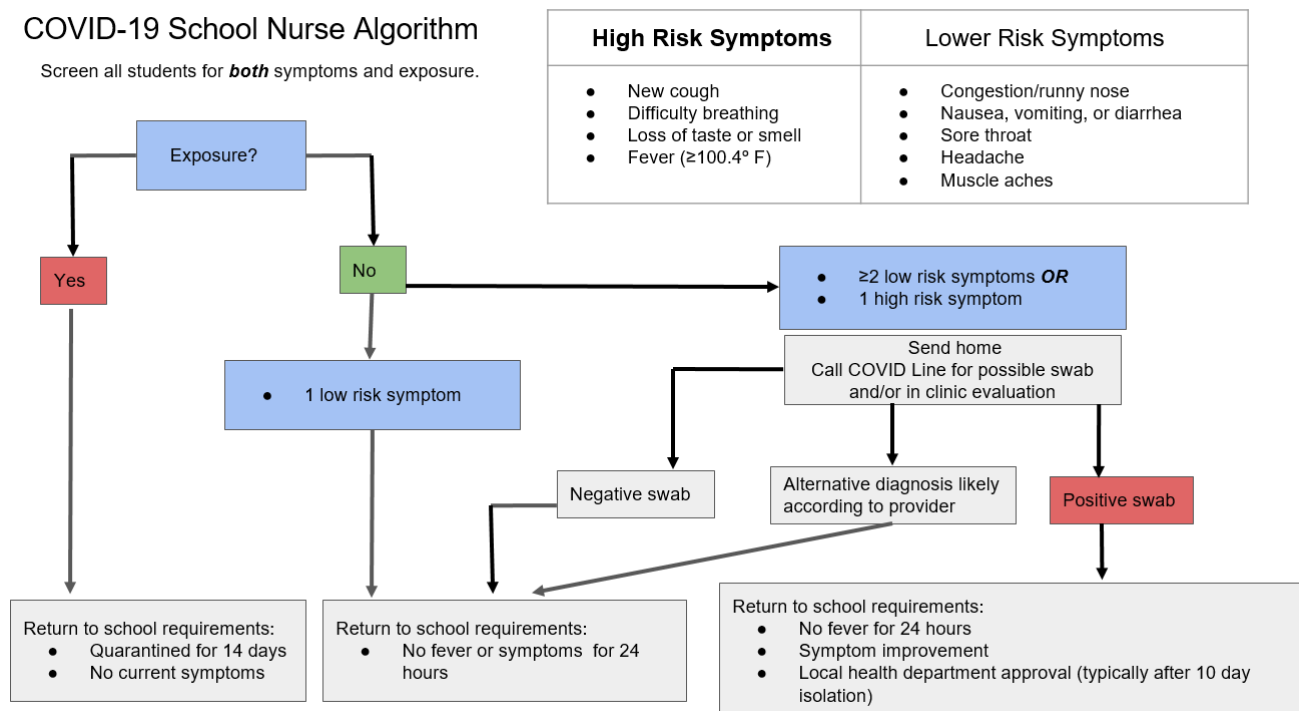 COVID-19 School Nurse Algorithm
Screen all students for both symptoms and exposure.
High Risk Symptoms
Lower Risk Symptoms
● New cough
● Difficulty breathing
● Loss of taste or smell
● Fever (≥100.4º F)
● Congestion/runny nose
● Nausea, vomiting, or diarrhea
● Sore throat
● Headache
● Muscle aches
Exposure?
Yes
No
● ≥2 low risk symptoms OR
● 1 high risk symptom
Send home
Call COVID Line for possible swab
and/or in clinic evaluation
● 1 low risk symptom
Negative swab
Alternative diagnosis likely
according to provider
Positive swab
Return to school requirements:
● Quarantined for 14 days
● No current symptoms
Return to school requirements:
● No fever or symptoms for 24
hours
Return to school requirements:
● No fever for 24 hours
● Symptom improvement
● Local health department approval (typically after 10 day
isolation)